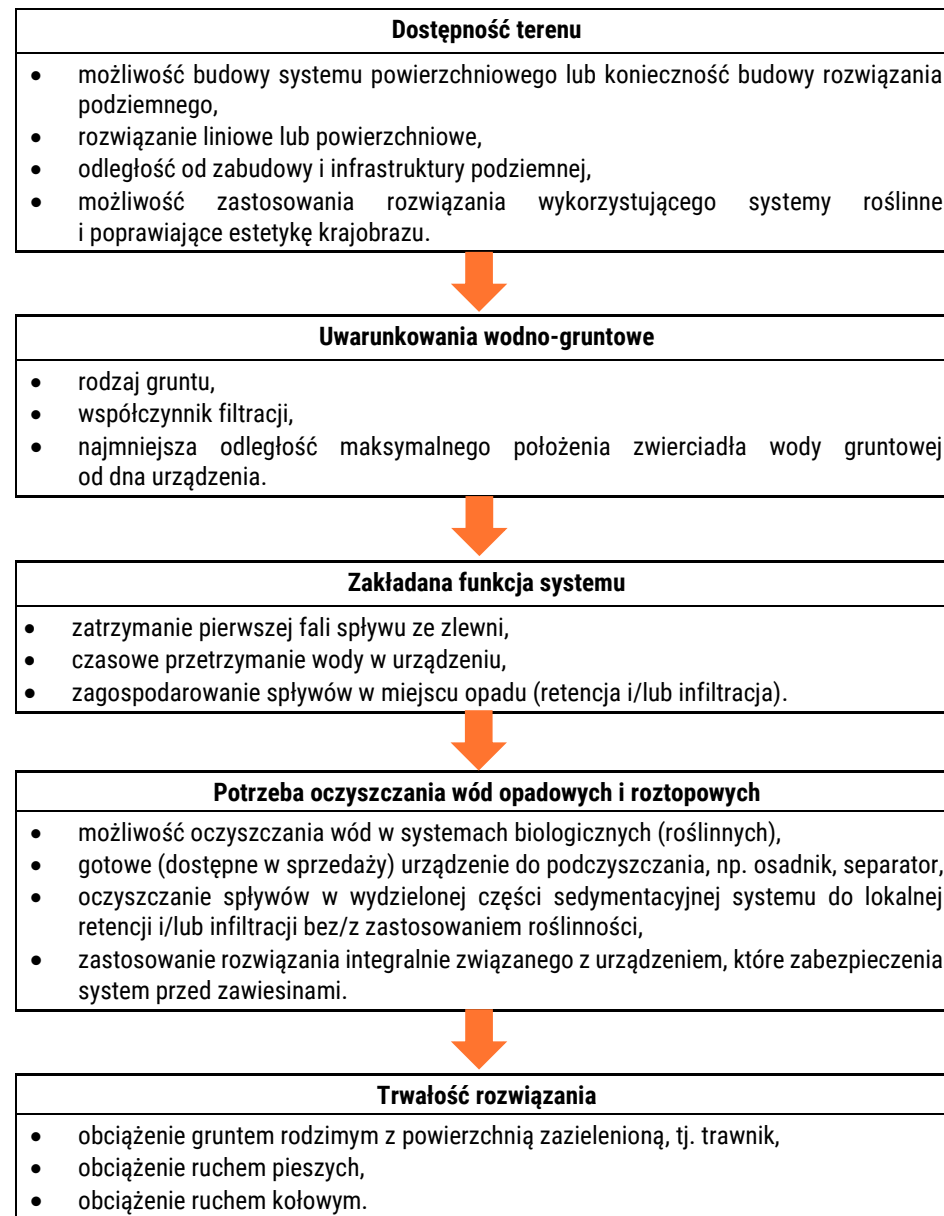 Dostępność terenu
• możliwość budowy systemu powierzchniowego lub konieczność budowy rozwiązania
podziemnego,
• rozwiązanie liniowe lub powierzchniowe,
• odległość od zabudowy i infrastruktury podziemnej,
• możliwość zastosowania rozwiązania wykorzystującego systemy roślinne
i poprawiające estetykę krajobrazu.
Uwarunkowania wodno-gruntowe
• rodzaj gruntu,
• współczynnik filtracji,
• najmniejsza odległość maksymalnego położenia zwierciadła wody gruntowej
od dna urządzenia.
Zakładana funkcja systemu
• zatrzymanie pierwszej fali spływu ze zlewni,
• czasowe przetrzymanie wody w urządzeniu,
• zagospodarowanie spływów w miejscu opadu (retencja i/lub infiltracja).
Potrzeba oczyszczania wód opadowych i roztopowych
• możliwość oczyszczania wód w systemach biologicznych (roślinnych),
• gotowe (dostępne w sprzedaży) urządzenie do podczyszczania, np. osadnik, separator,
• oczyszczanie spływów w wydzielonej części sedymentacyjnej systemu do lokalnej
retencji i/lub infiltracji bez/z zastosowaniem roślinności,
• zastosowanie rozwiązania integralnie związanego z urządzeniem, które zabezpieczenia
system przed zawiesinami.
Trwałość rozwiązania
• obciążenie gruntem rodzimym z powierzchnią zazielenioną, tj. trawnik,
• obciążenie ruchem pieszych,
• obciążenie ruchem kołowym.